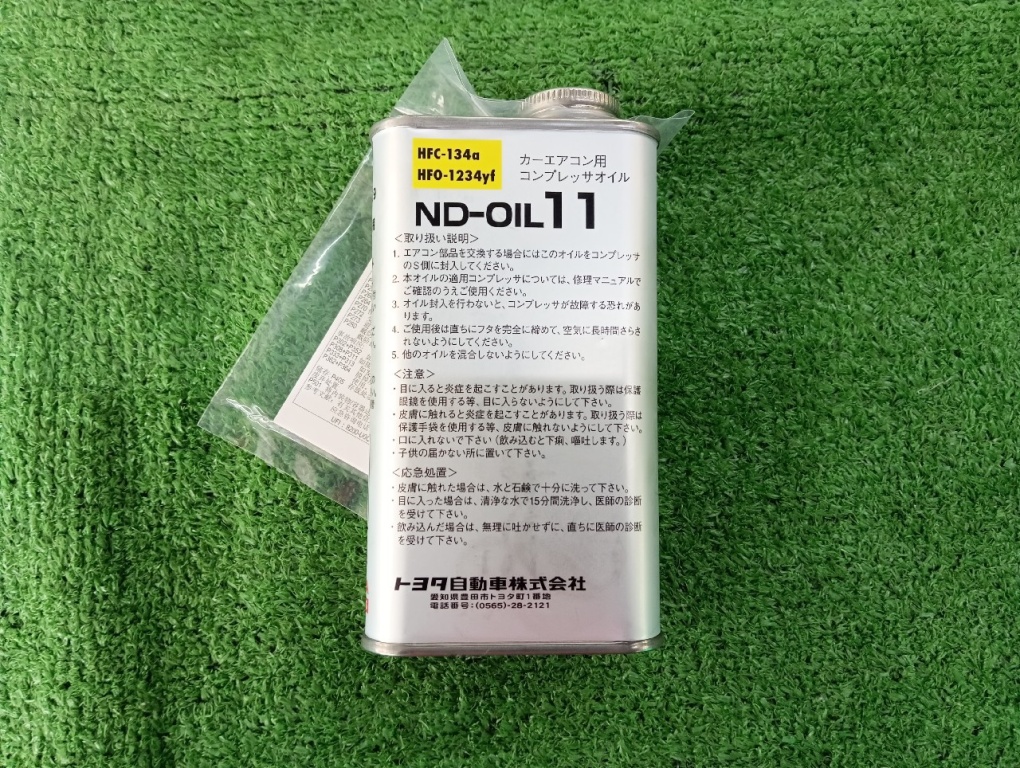 HFC-134a
HFO-1234yf
カーエアコン用
コンプレッサオイル
ND-OIL11
<取り扱い説明>
1. エアコン部品を交換する場合にはこのオイルをコンプレッサ
のS側に封入してください。
2. 本オイルの適用コンプレッサについては、修理マニュアルで
ご確認のうえご使用ください。
3. オイル封入を行わないと、コンプレッサが故障する恐れがあ
ります。
4. ご使用後は直ちにフタを完全に締めて、空気に長時間さらさ
れないようにしてください。
5. 他のオイルを混合しないようにしてください。
<注意>
・目に入ると炎症を起こすことがあります。取り扱う際は保護
眼鏡を使用する等、目に入らないようにして下さい。
・皮膚に触れると炎症を起こすことがあります。取り扱う際は
保護手袋を使用する等、皮膚に触れないようにして下さい。
・口に入れないで下さい(飲み込むと下痢、嘔吐します。)
・子供の届かない所に置いて下さい。
<応急処置>
・皮膚に触れた場合は、水と石鹸で十分に洗って下さい。
・目に入った場合は、清浄な水で15分間洗浄し、医師の診断
を受けて下さい。
・飲み込んだ場合は、無理に吐かせずに、直ちに医師の診断
を受けて下さい。
トヨタ自動車株式会社
愛知県豊田市トヨタ町1番地
電話番号:(0565)-28-2121